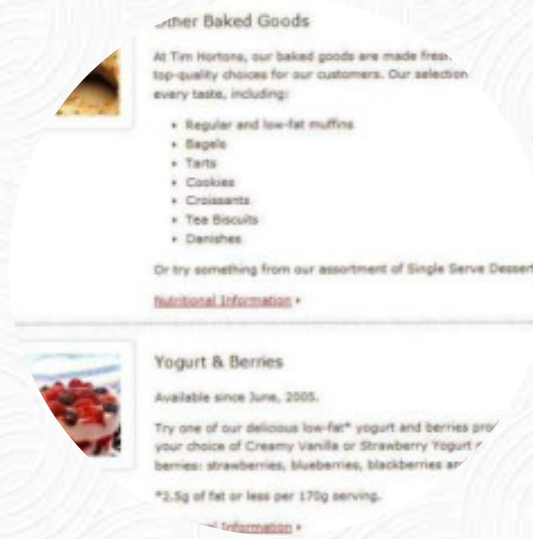 Other Baked Goods
At Tim Hortons, our baked goods are made fresh
top-quality choices for our customers. Our selection
every taste, including:
Regular and low-fat muffins
Bagels
Tarts
Cookies
Croissants
Tea Biscuits
Danishes
Or try something from our assortment of Single Serve Dessert
Nutritional Information
Yogurt & Berries
Available since June, 2005.
Try one of our delicious low-fat* yogurt and berries
your choice of Creamy Vanilla or Strawberry Yogurt
berries: strawberries, blueberries, blackberries
*2.5g of fat or less per 170g serving.
Information